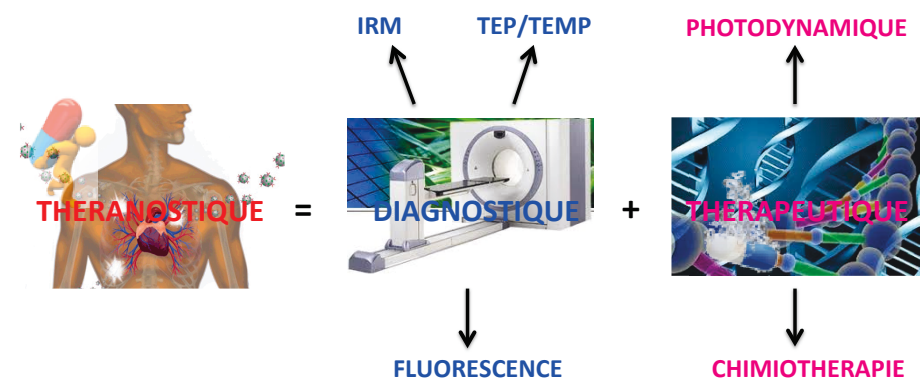 IRM TEP/TEMP PHOTODYNAMIQUE
THERANOSTIQUE = DIAGNOSTIQUE + THERAPEUTIQUE
FLUORESCENCE CHIMIOTHERAPIE